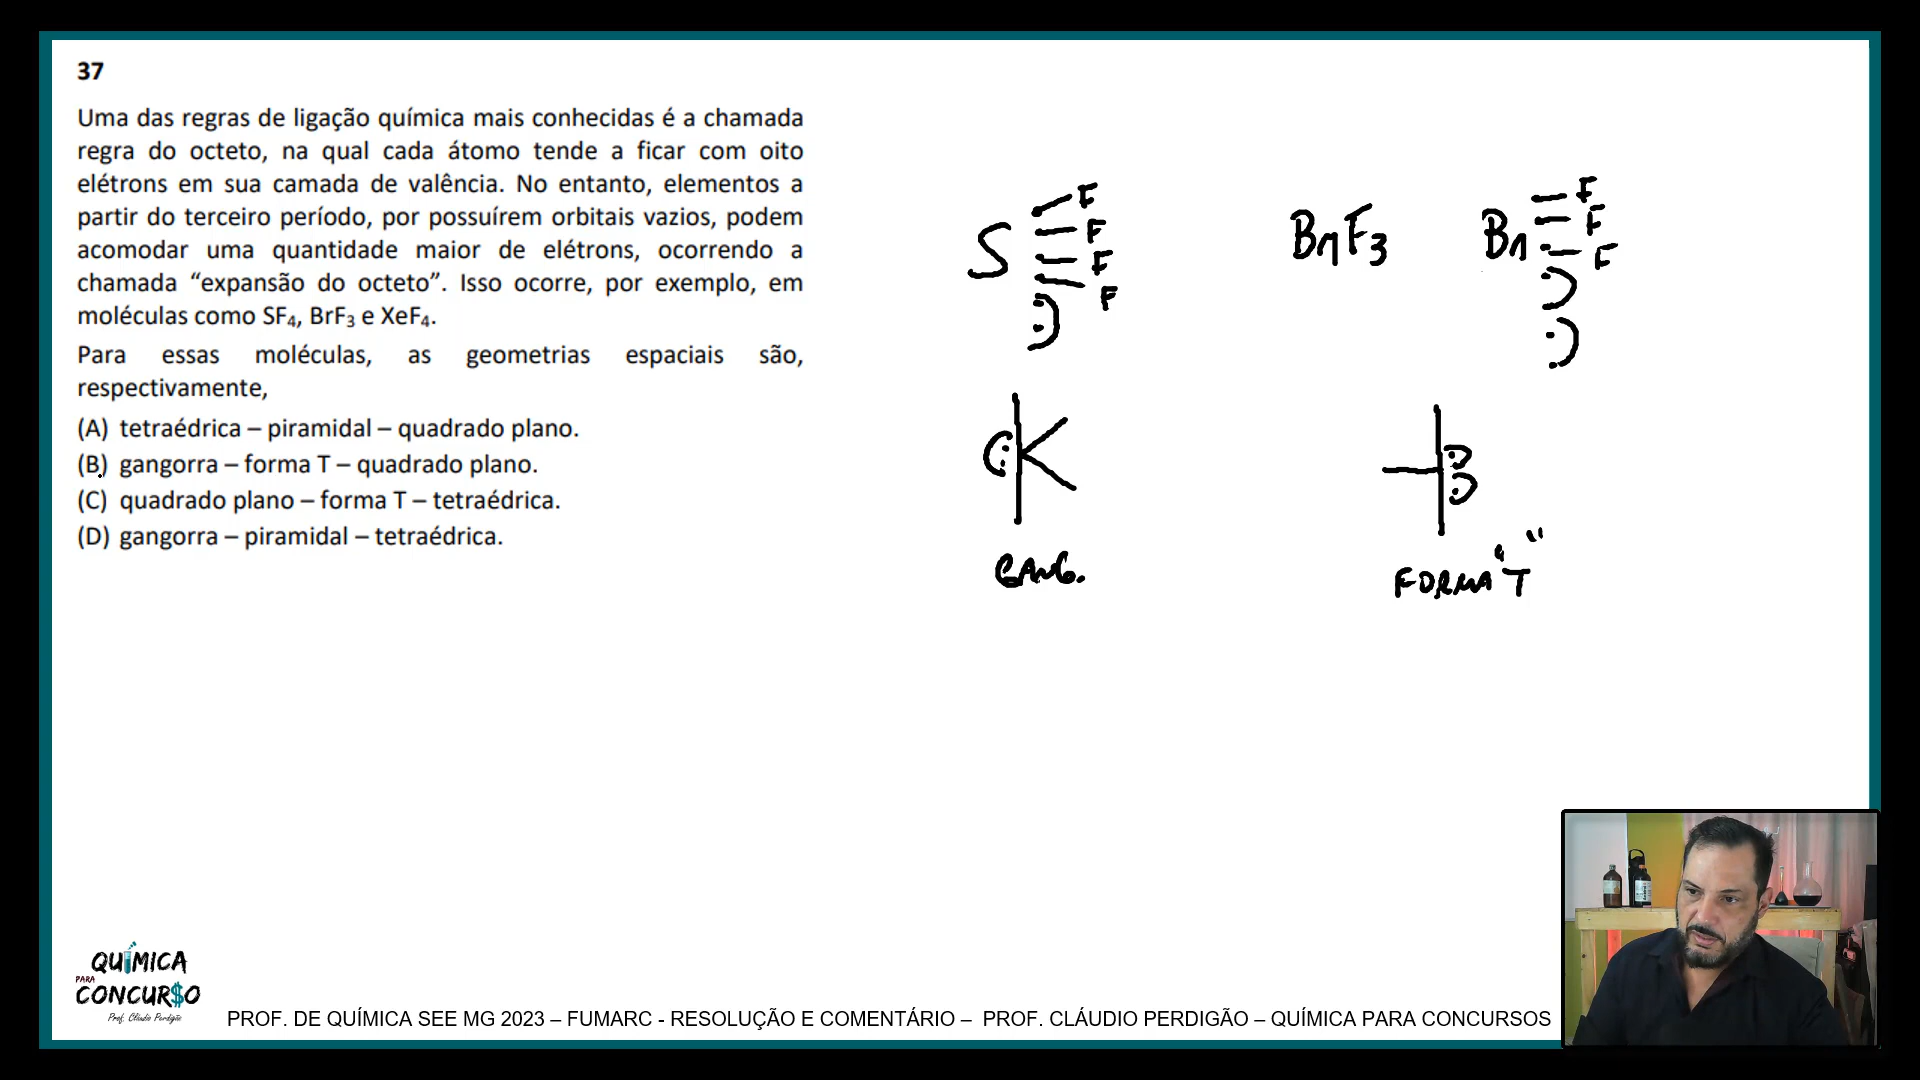 37
Uma das regras de ligação química mais conhecidas é a chamada
regra do octeto, na qual cada átomo tende a ficar com oito
elétrons em sua camada de valência. No entanto, elementos a
partir do terceiro período, por possuírem orbitais vazios, podem
acomodar uma quantidade maior de elétrons, ocorrendo a
chamada “expansão do octeto”. Isso ocorre, por exemplo, em
moléculas como SF₄, BrF₃ e XeF₄.
Para essas moléculas, as geometrias espaciais são,
respectivamente,
(A) tetraédrica – piramidal – quadrado plano.
(B) gangorra – forma T – quadrado plano.
(C) quadrado plano – forma T – tetraédrica.
(D) gangorra – piramidal – tetraédrica.
S F F F F
BrF3
Br F F F
GANG.
FORMA "T"
QUÍMICA
PARA
CONCUR$O
Prof. Cláudio Perdigão
PROF. DE QUÍMICA SEE MG 2023 – FUMARC - RESOLUÇÃO E COMENTÁRIO – PROF. CLÁUDIO PERDIGÃO – QUÍMICA PARA CONCURSOS